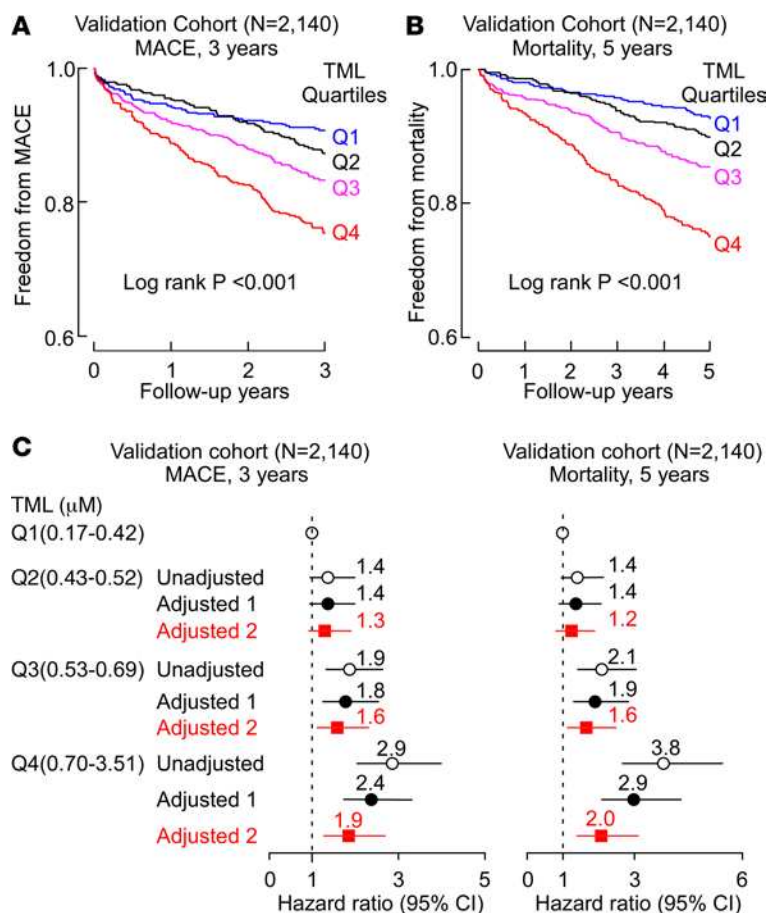 A
Validation Cohort (N=2,140)
MACE, 3 years
Freedom from MACE
1.0
0.8
0.6
TML
Quartiles
Q1
Q2
Q3
Q4
Log rank P <0.001
0 1 2 3
Follow-up years
B
Validation Cohort (N=2,140)
Mortality, 5 years
Freedom from mortality
1.0
0.8
0.6
TML
Quartiles
Q1
Q2
Q3
Q4
Log rank P <0.001
0 1 2 3 4 5
Follow-up years
C
Validation cohort (N=2,140)
MACE, 3 years
Validation cohort (N=2,140)
Mortality, 5 years
TML (μM)
Q1(0.17-0.42)
Q2(0.43-0.52) Unadjusted 1.4 1.4
Adjusted 1 1.4 1.4
Adjusted 2 1.3 1.2
Q3(0.53-0.69) Unadjusted 1.9 2.1
Adjusted 1 1.8 1.9
Adjusted 2 1.6 1.6
Q4(0.70-3.51) Unadjusted 2.9 3.8
Adjusted 1 2.4 2.9
Adjusted 2 1.9 2.0
0 1 3 5
Hazard ratio (95% CI)
0 1 3 6
Hazard ratio (95% CI)